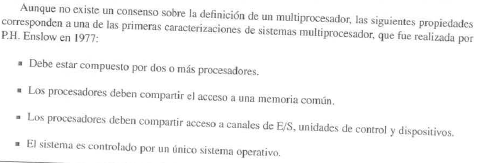 Aunque no existe un consenso sobre la definición de un multiprocesador, las siguientes propiedades
corresponden a una de las primeras caracterizaciones de sistemas multiprocesador, que fue realizada por
P.H. Enslow en 1977:
▪ Debe estar compuesto por dos o más procesadores.
▪ Los procesadores deben compartir el acceso a una memoria común.
▪ Los procesadores deben compartir acceso a canales de E/S, unidades de control y dispositivos.
▪ El sistema es controlado por un único sistema operativo.